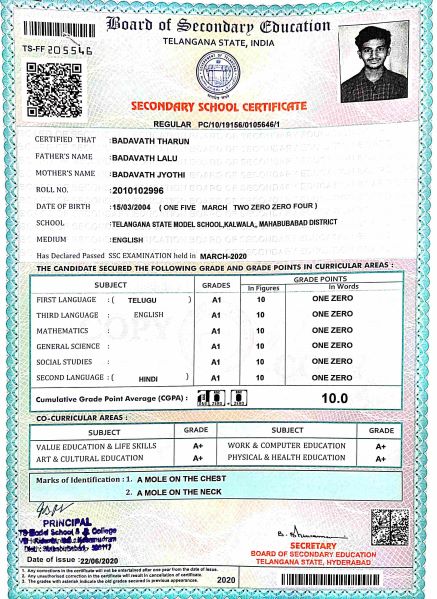 Board of Secondary Education
TS-FF 205546
TELANGANA STATE, INDIA
SECONDARY SCHOOL CERTIFICATE
REGULAR PC/10/19156/0105646/1
CERTIFIED THAT : BADAVATH THARUN
FATHER'S NAME : BADAVATH LALU
MOTHER'S NAME : BADAVATH JYOTHI
ROLL NO. : 2010102996
DATE OF BIRTH : 15/03/2004 ( ONE FIVE MARCH TWO ZERO ZERO FOUR )
SCHOOL : TELANGANA STATE MODEL SCHOOL,KALWALA,, MAHABUBABAD DISTRICT
MEDIUM : ENGLISH
Has Declared Passed SSC EXAMINATION held in MARCH-2020
THE CANDIDATE SECURED THE FOLLOWING GRADE AND GRADE POINTS IN CURRICULAR AREAS :
SUBJECT GRADES GRADE POINTS
In Figures In Words
FIRST LANGUAGE : ( TELUGU ) A1 10 ONE ZERO
THIRD LANGUAGE : ENGLISH A1 10 ONE ZERO
MATHEMATICS : A1 10 ONE ZERO
GENERAL SCIENCE : A1 10 ONE ZERO
SOCIAL STUDIES : A1 10 ONE ZERO
SECOND LANGUAGE : ( HINDI ) A1 10 ONE ZERO
Cumulative Grade Point Average (CGPA) : 10.0
CO-CURRICULAR AREAS :
SUBJECT GRADE SUBJECT GRADE
VALUE EDUCATION & LIFE SKILLS A+ WORK & COMPUTER EDUCATION A+
ART & CULTURAL EDUCATION A+ PHYSICAL & HEALTH EDUCATION A+
Marks of Identification : 1. A MOLE ON THE CHEST
2. A MOLE ON THE NECK
PRINCIPAL
TS Model School & Jr. College
Date of issue : 22/06/2020
SECRETARY
BOARD OF SECONDARY EDUCATION
TELANGANA STATE, HYDERABAD
1. Any corrections in the certificate will not be entertained after one year from the date of issue.
2. Any unauthorised correction in the certificate will result in cancellation of certificate.
3. The grades with asterisk indicate the old grades secured in previous appearances.
2020